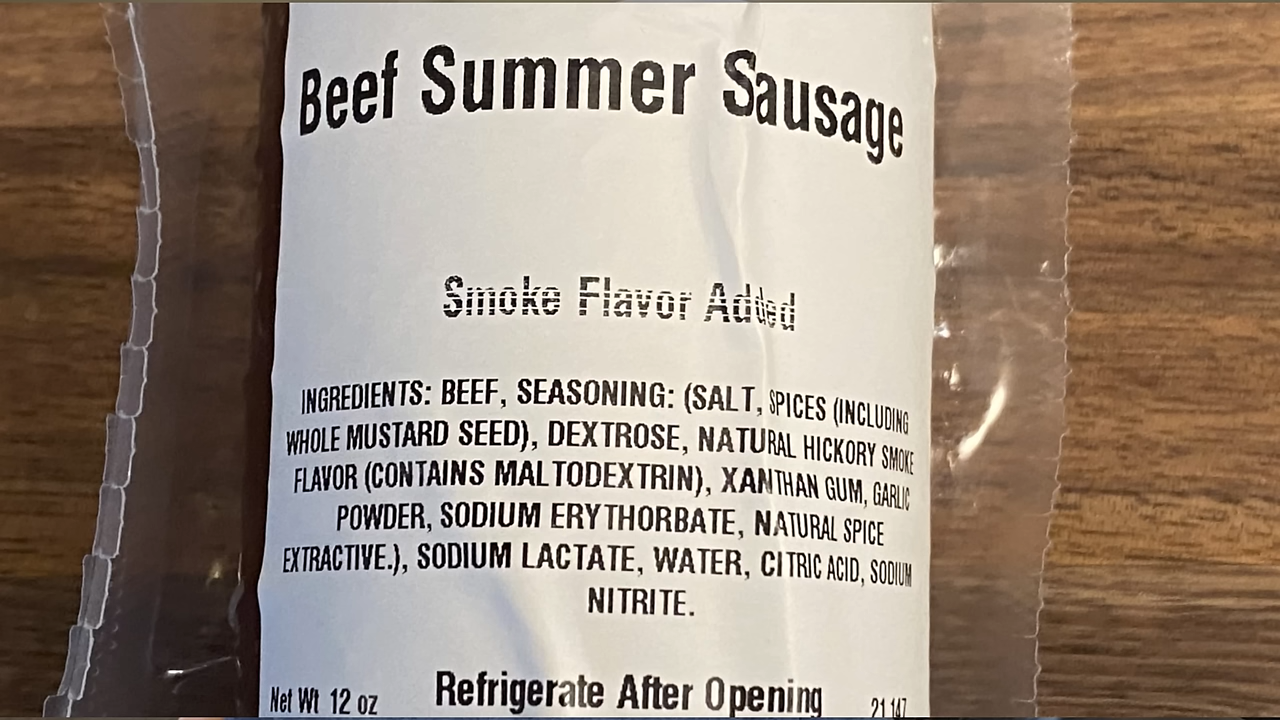 Beef Summer Sausage
Smoke Flavor Added
INGREDIENTS: BEEF, SEASONING: (SALT, SPICES (INCLUDING
WHOLE MUSTARD SEED), DEXTROSE, NATURAL HICKORY SMOKE
FLAVOR (CONTAINS MALTODEXTRIN), XANTHAN GUM, GARLIC
POWDER, SODIUM ERYTHORBATE, NATURAL SPICE
EXTRACTIVE.), SODIUM LACTATE, WATER, CITRIC ACID, SODIUM
NITRITE.
Net Wt 12 oz Refrigerate After Opening 21 147